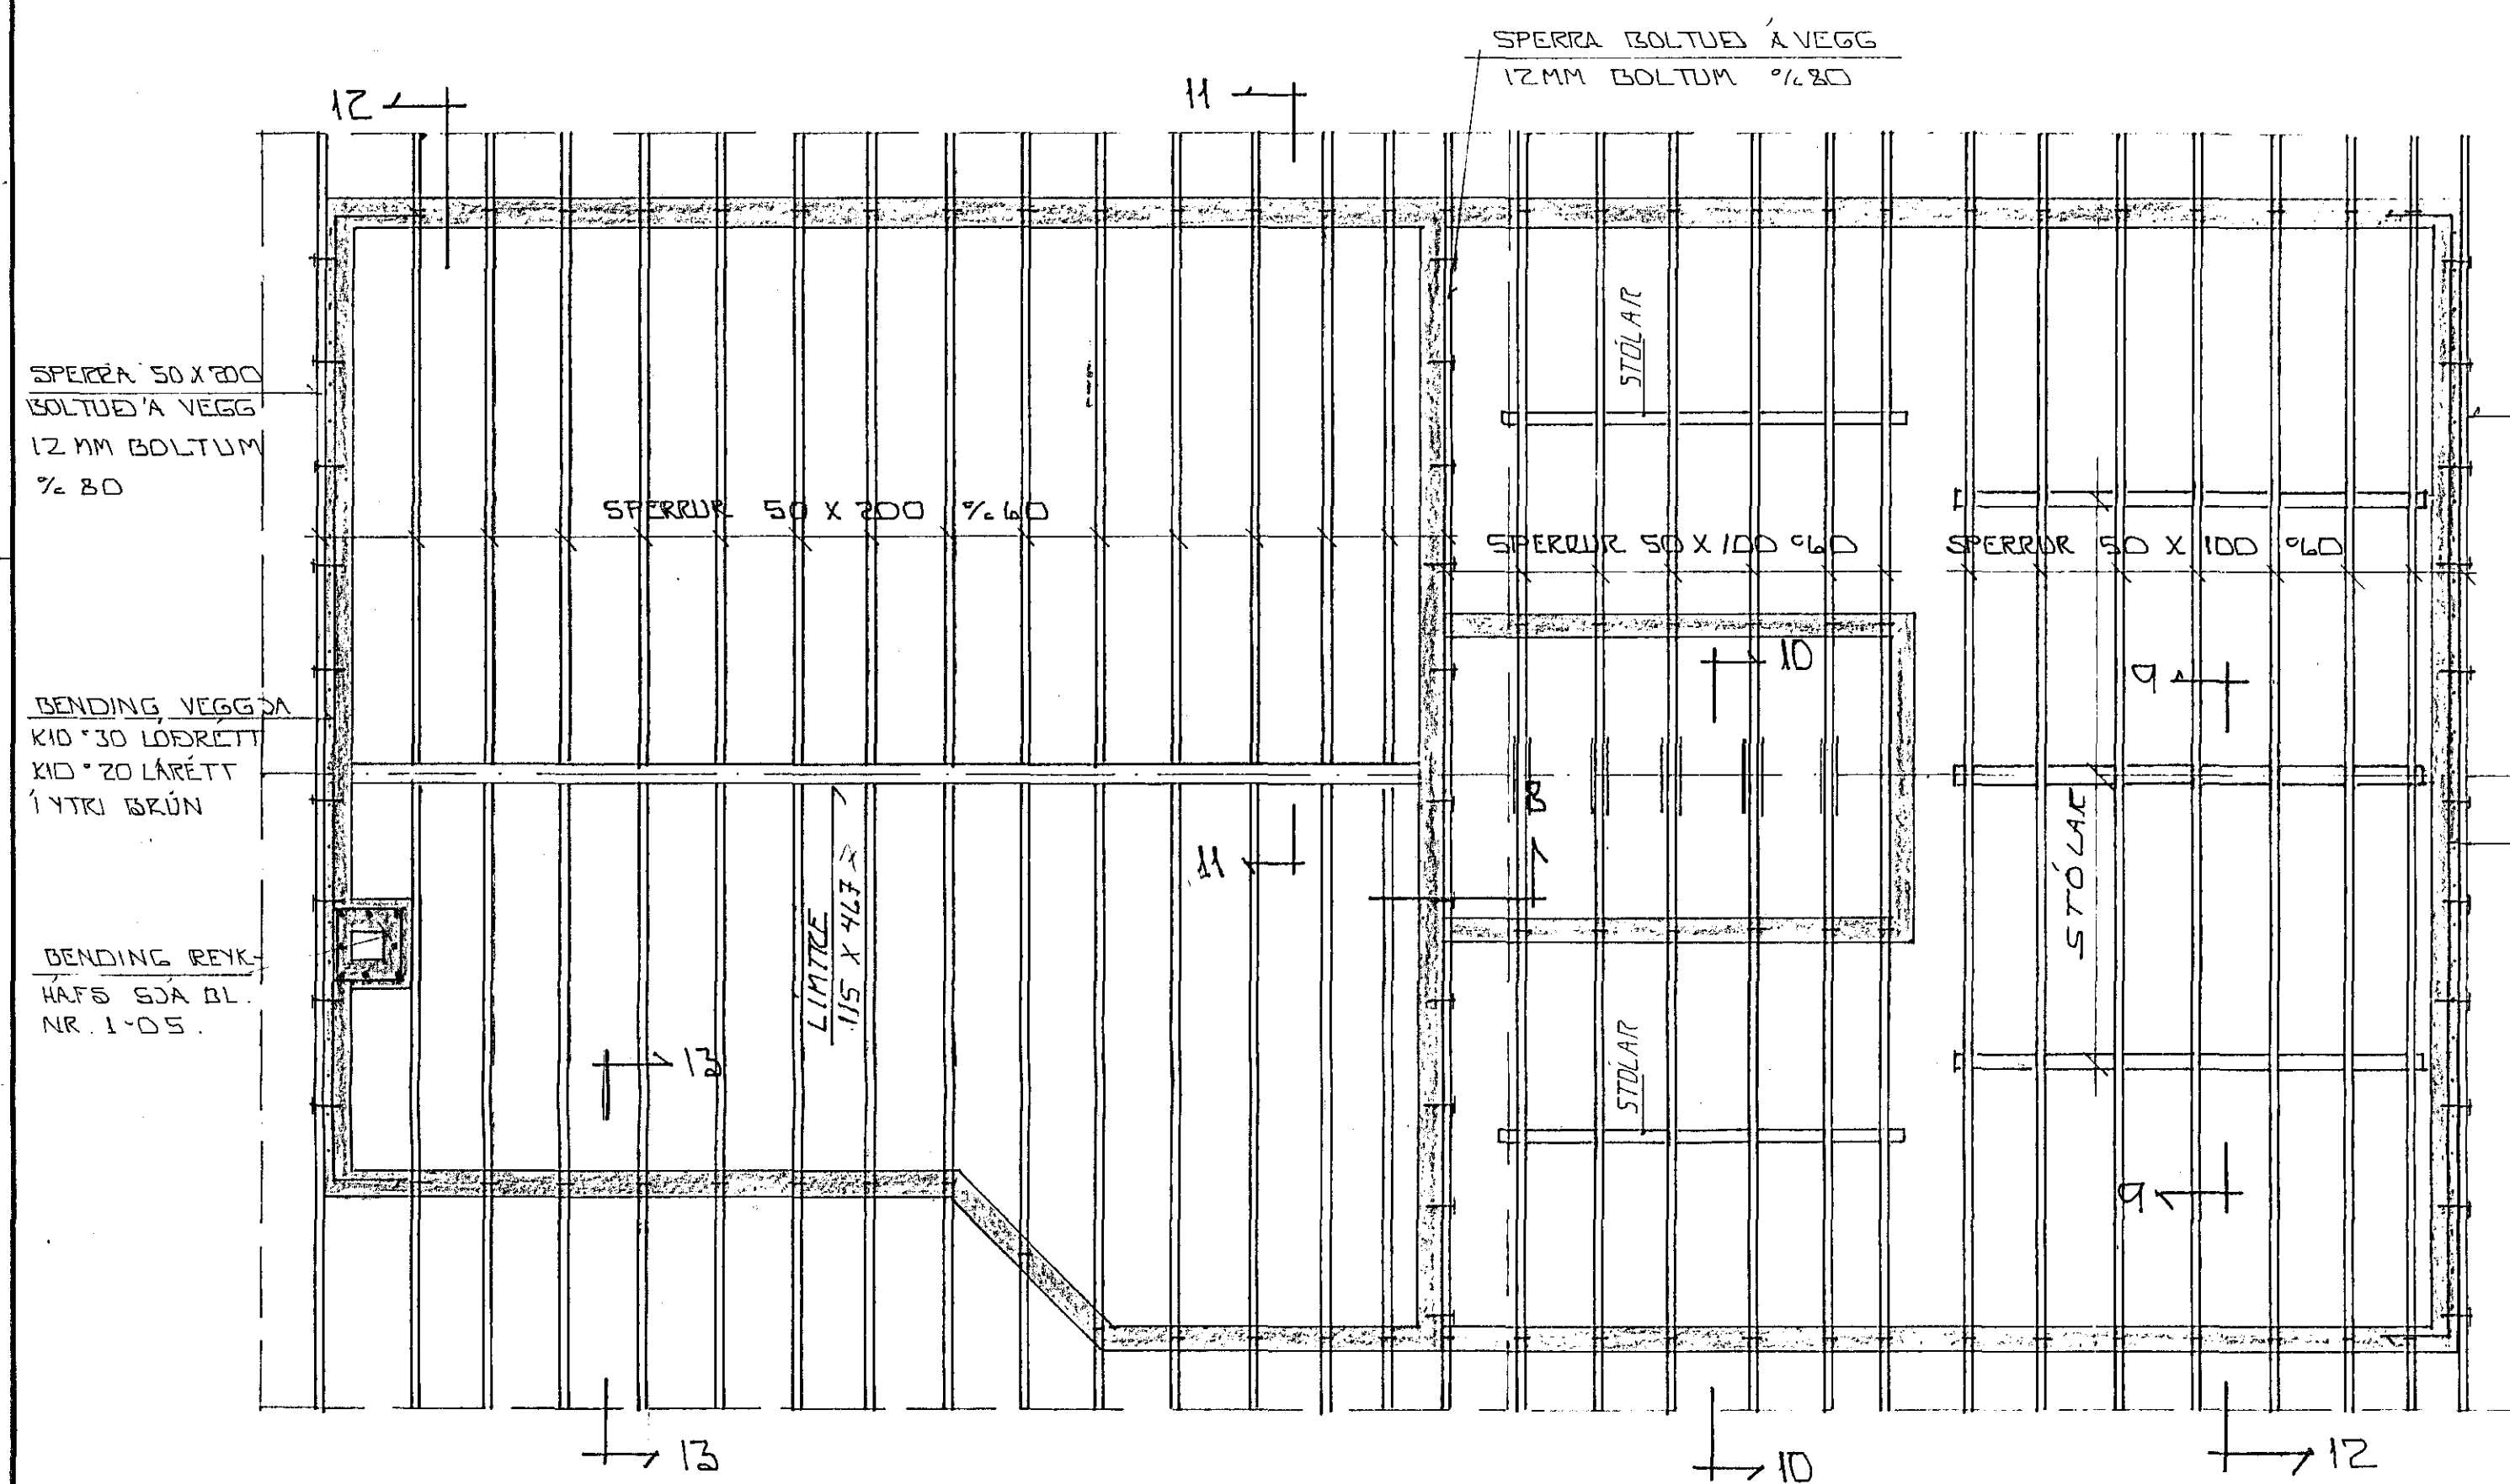 SPERRA BOLTUÐ Á VEGG
12MM BOLTUM % 80
12
11
SPERRA 50 X 200
BOLTUÐ Á VEGG
12 MM BOLTUM
% 80
STÓLAR
SPERRUR 50 X 200 % 60
SPERRUR 50 X 100 % 60
SPERRUR 50 X 100 % 60
10
9
BENDING VEGGJA
K10 · 30 LÓÐRÉTT
K10 · 20 LÁRÉTT
Í YTRI BRÚN
8
11
STÓLAR
LÍMTRE
115 X 467
BENDING REYK-
HÁFS SJÁ BL.
NR. 1-05.
13
STÓLAR
9
13
10
12